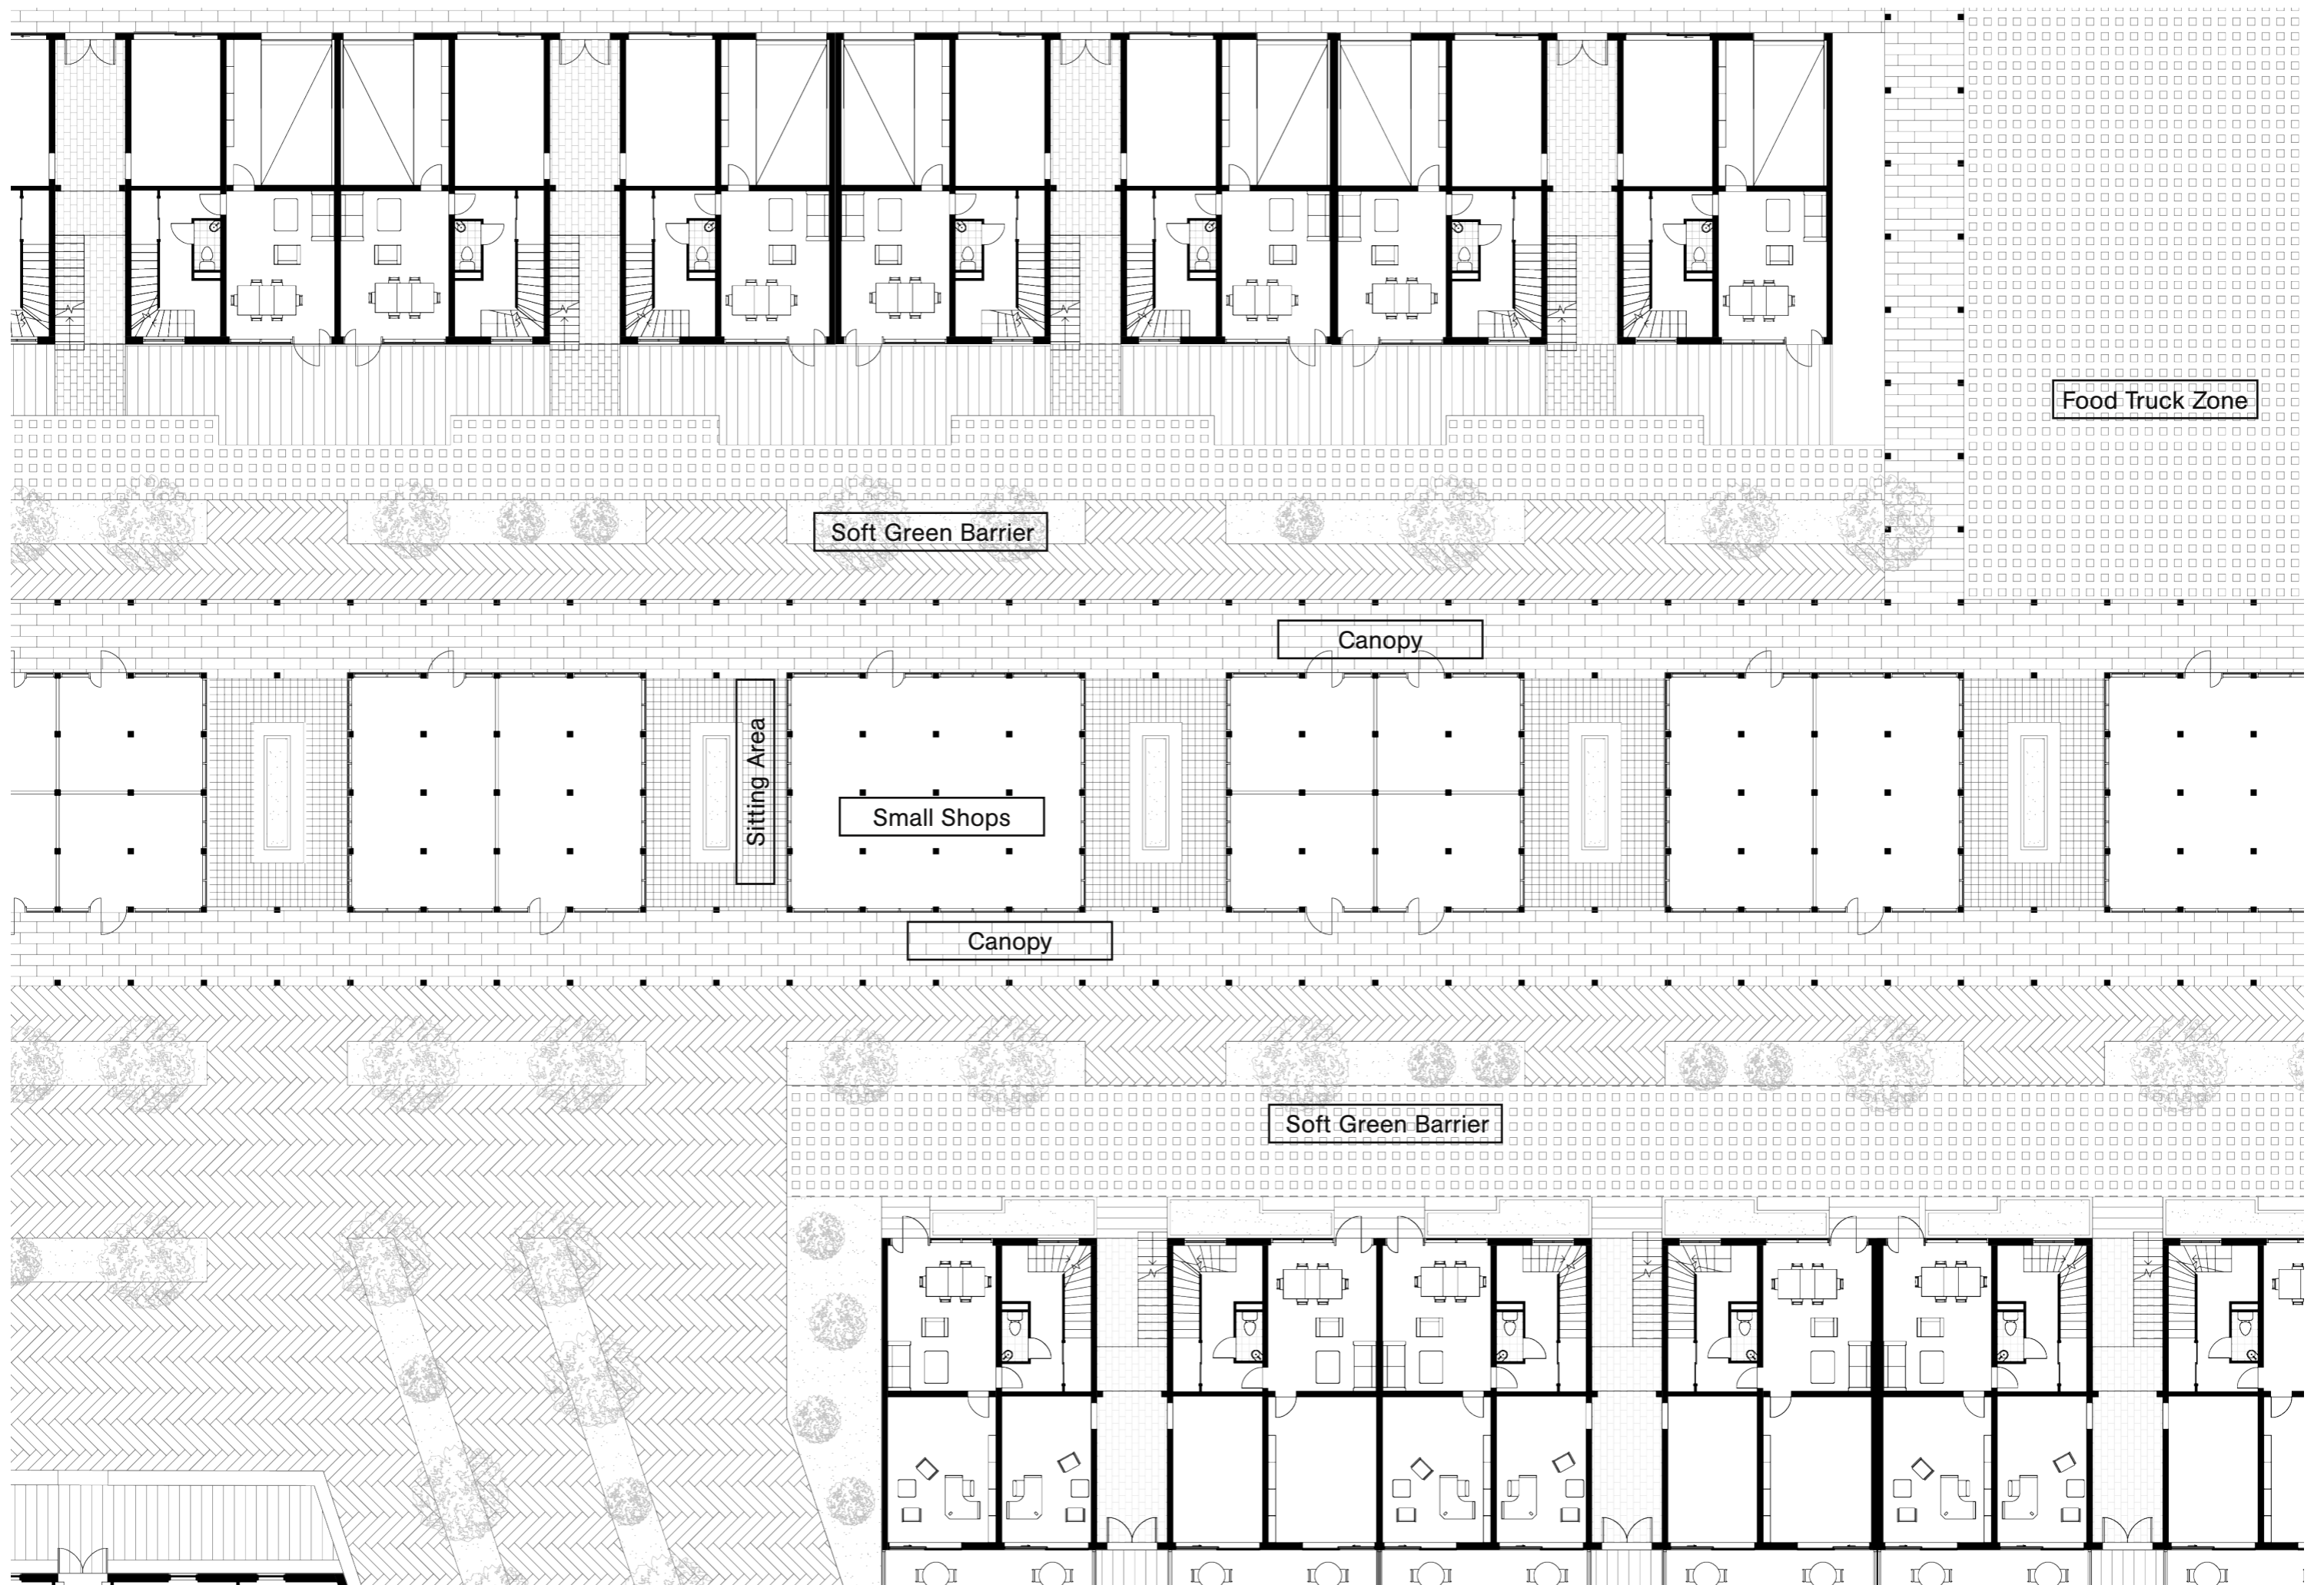 Food Truck Zone
Soft Green Barrier
Canopy
Sitting Area
Small Shops
Canopy
Soft Green Barrier